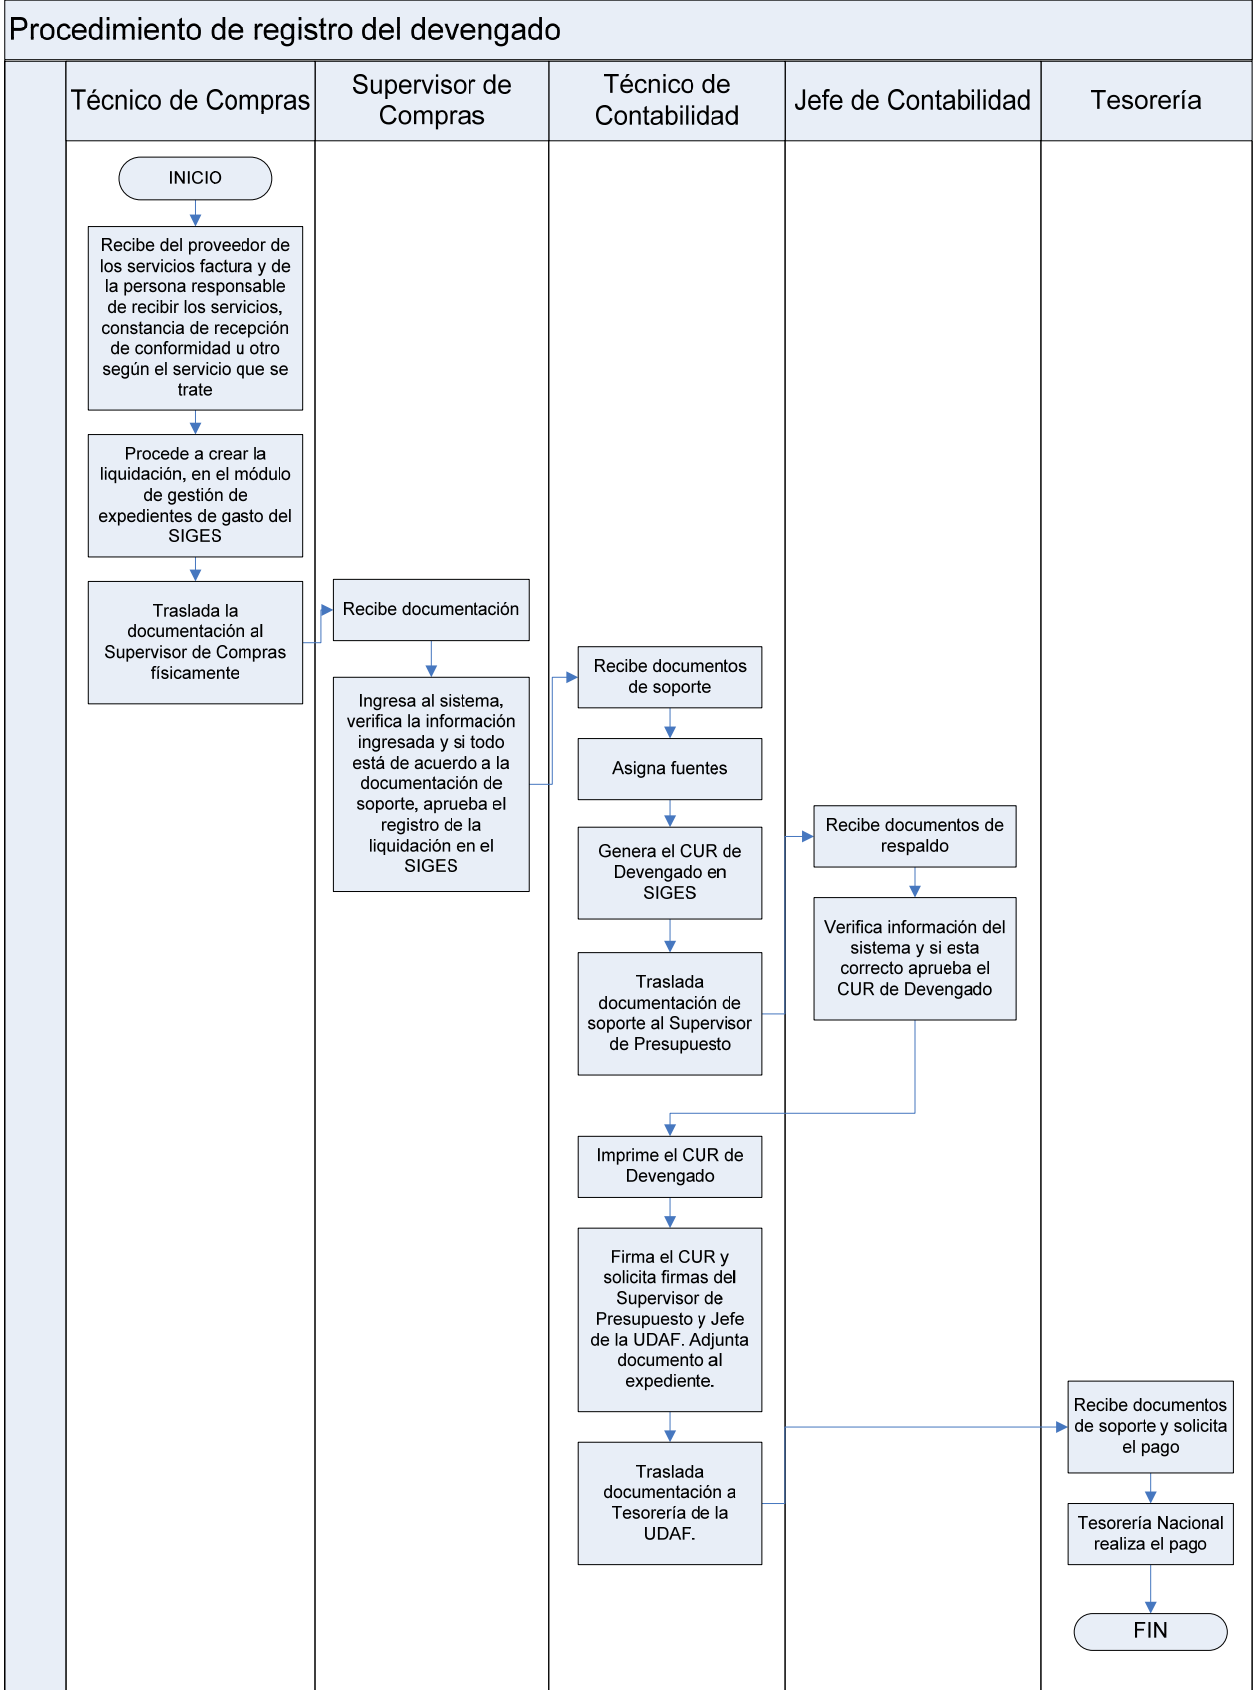 Procedimiento de registro del devengado
Técnico de Compras
Supervisor de
Compras
Técnico de
Contabilidad
Jefe de Contabilidad
Tesorería
INICIO
Recibe del proveedor de
los servicios factura y de
la persona responsable
de recibir los servicios,
constancia de recepción
de conformidad u otro
según el servicio que se
trate
Procede a crear la
liquidación, en el módulo
de gestión de
expedientes de gasto del
SIGES
Traslada la
documentación al
Supervisor de Compras
físicamente
Recibe documentación
Ingresa al sistema,
verifica la información
ingresada y si todo
está de acuerdo a la
documentación de
soporte, aprueba el
registro de la
liquidación en el
SIGES
Recibe documentos
de soporte
Asigna fuentes
Genera el CUR de
Devengado en
SIGES
Traslada
documentación de
soporte al Supervisor
de Presupuesto
Recibe documentos de
respaldo
Verifica información del
sistema y si esta
correcto aprueba el
CUR de Devengado
Imprime el CUR de
Devengado
Firma el CUR y
solicita firmas del
Supervisor de
Presupuesto y Jefe
de la UDAF. Adjunta
documento al
expediente.
Traslada
documentación a
Tesorería de la
UDAF.
Recibe documentos
de soporte y solicita
el pago
Tesorería Nacional
realiza el pago
FIN